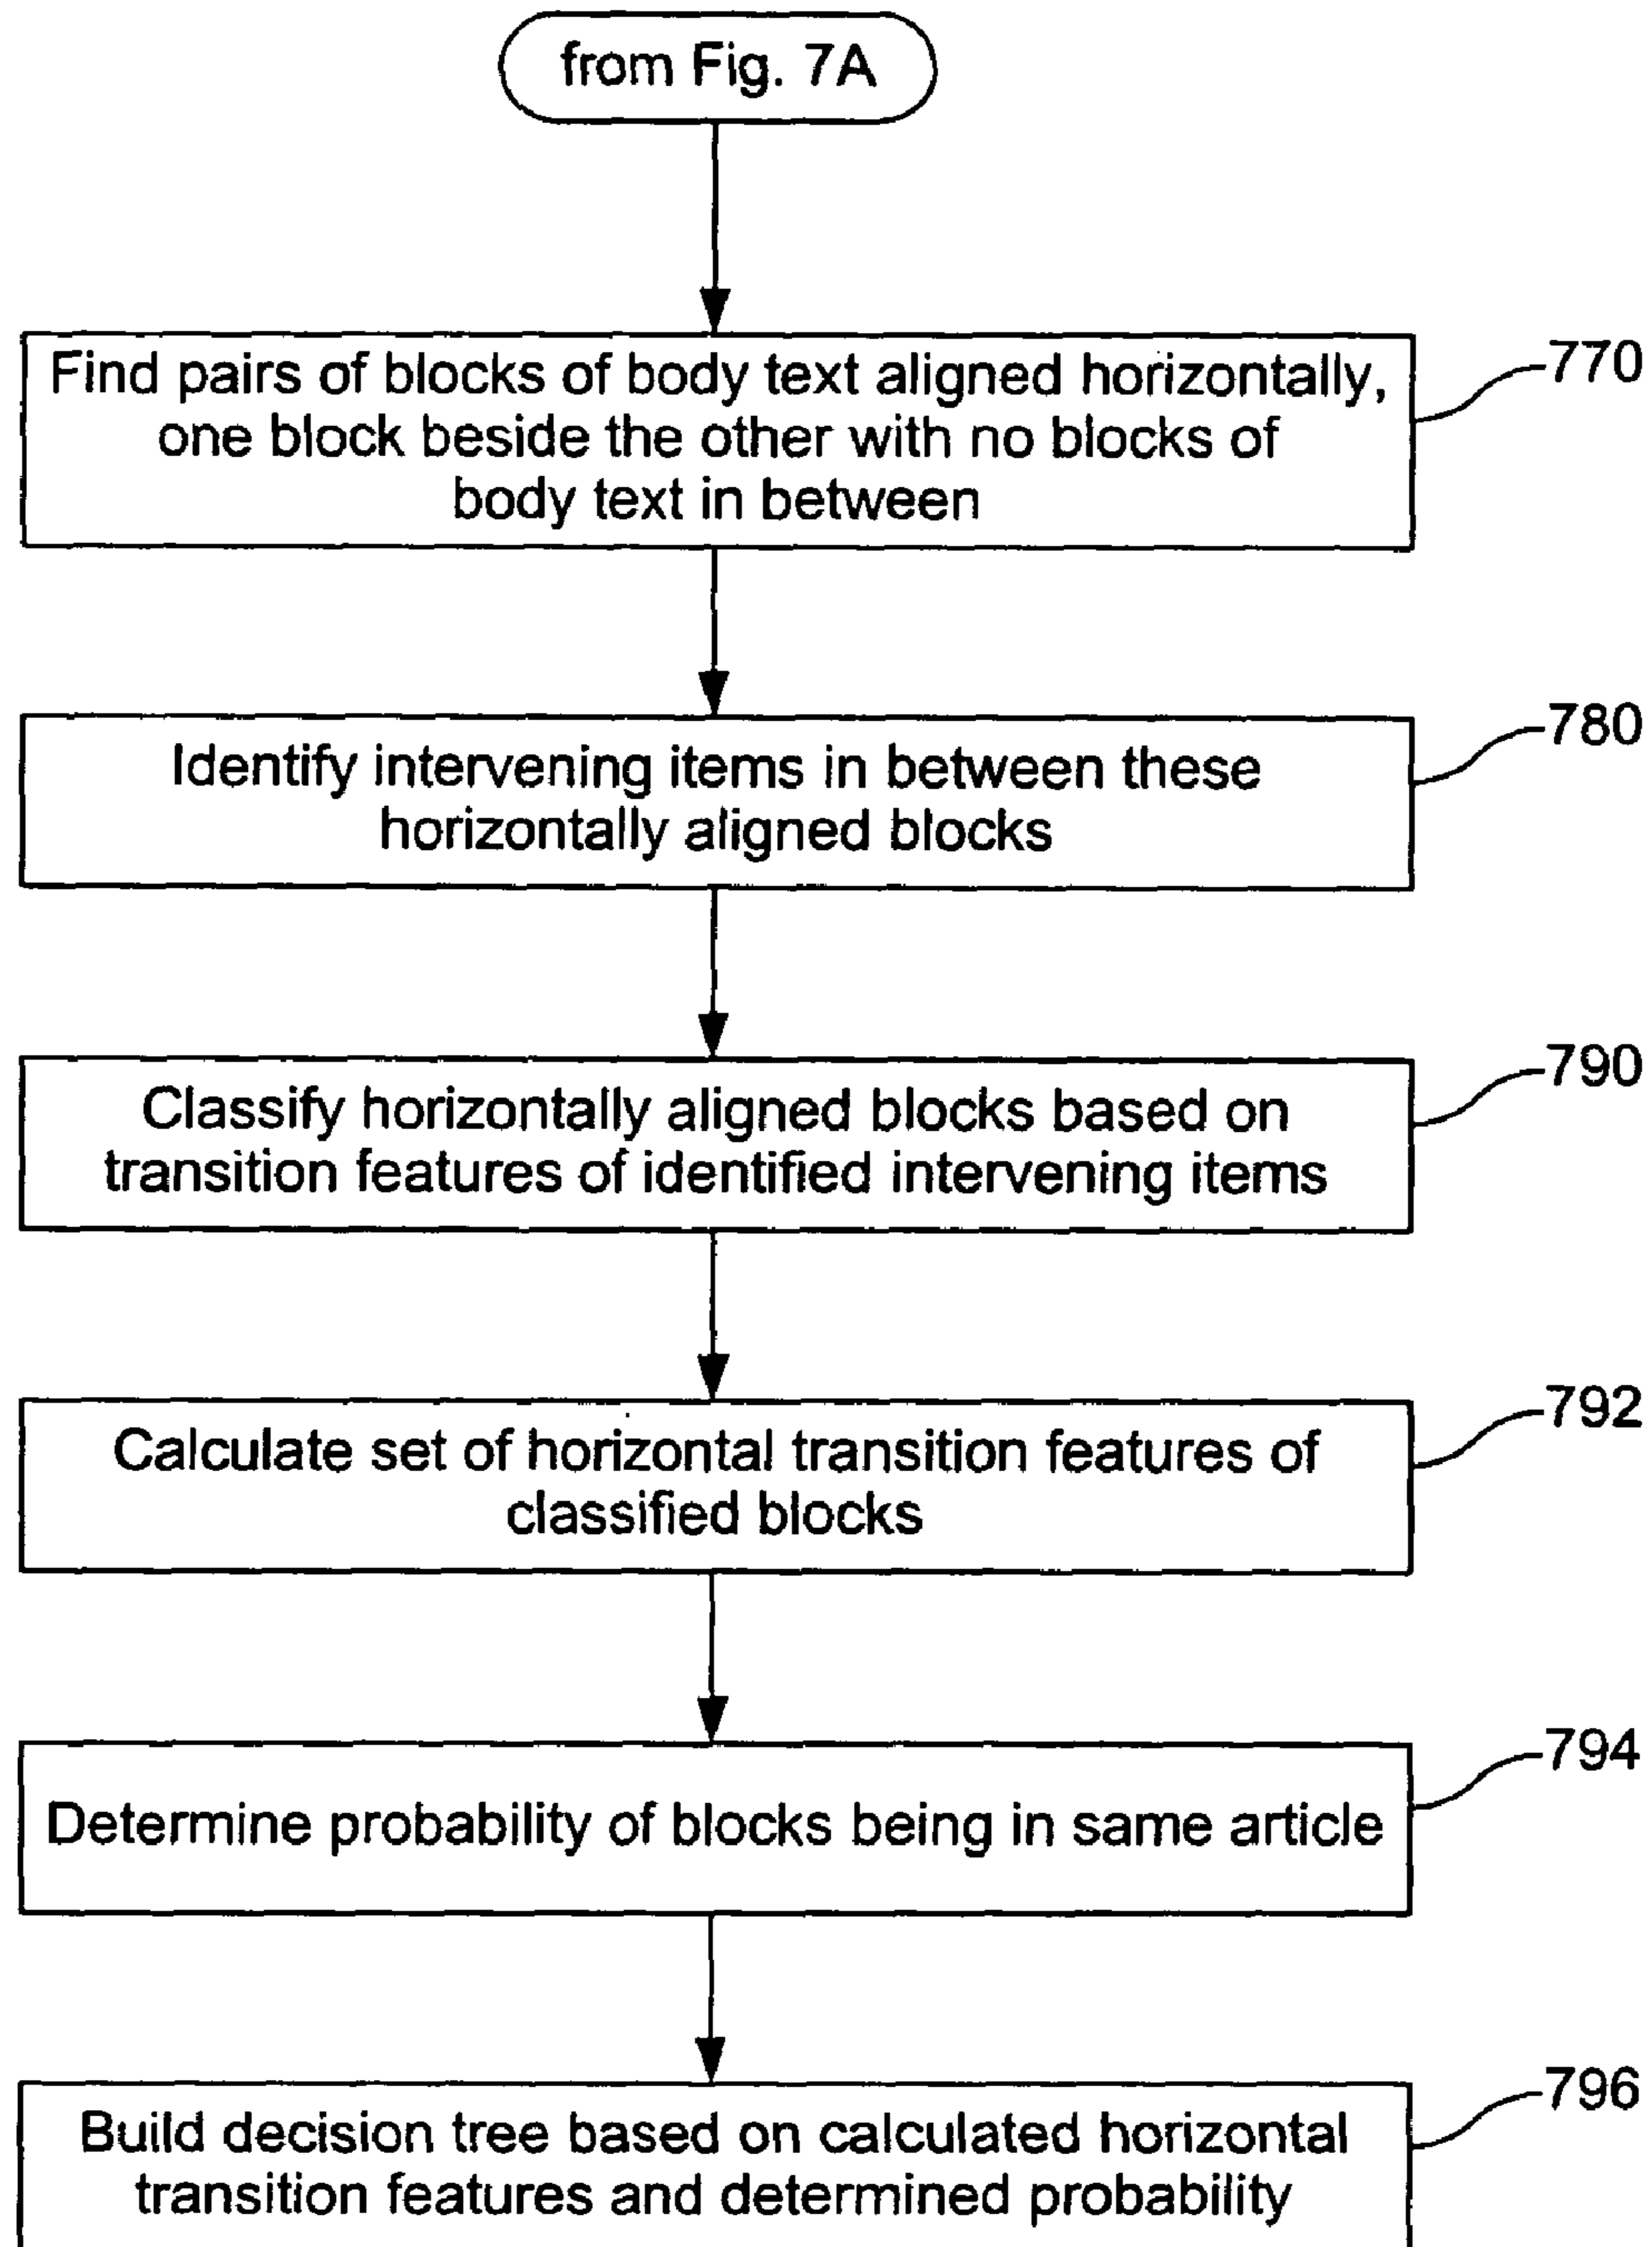 from Fig. 7A
Find pairs of blocks of body text aligned horizontally,
one block beside the other with no blocks of
body text in between
770
Identify intervening items in between these
horizontally aligned blocks
780
Classify horizontally aligned blocks based on
transition features of identified intervening items
790
Calculate set of horizontal transition features of
classified blocks
792
Determine probability of blocks being in same article
794
Build decision tree based on calculated horizontal
transition features and determined probability
796